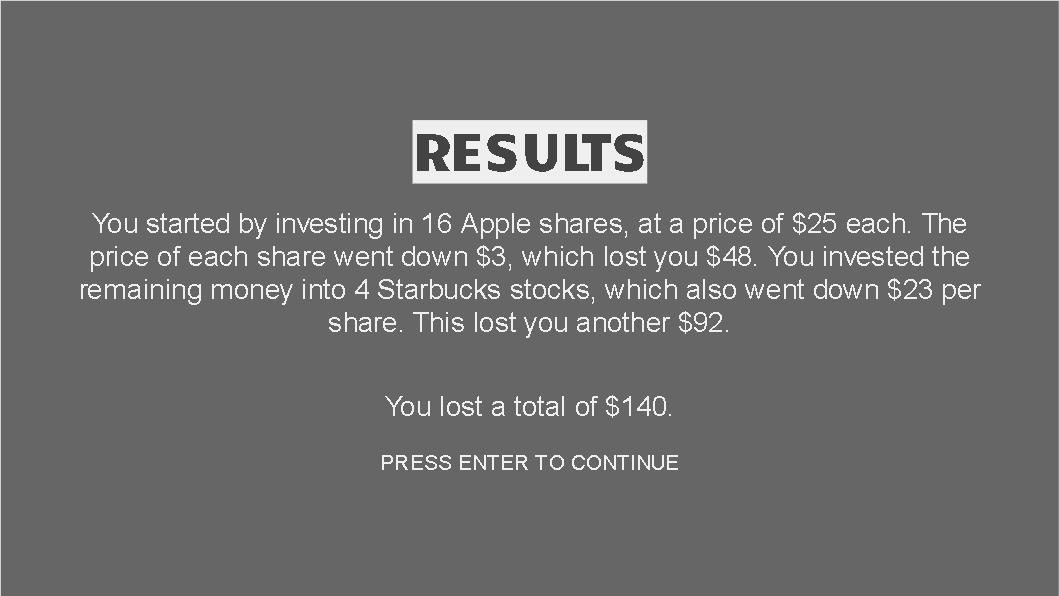 RESULTS
You started by investing in 16 Apple shares, at a price of $25 each. The
price of each share went down $3, which lost you $48. You invested the
remaining money into 4 Starbucks stocks, which also went down $23 per
share. This lost you another $92.
You lost a total of $140.
PRESS ENTER TO CONTINUE